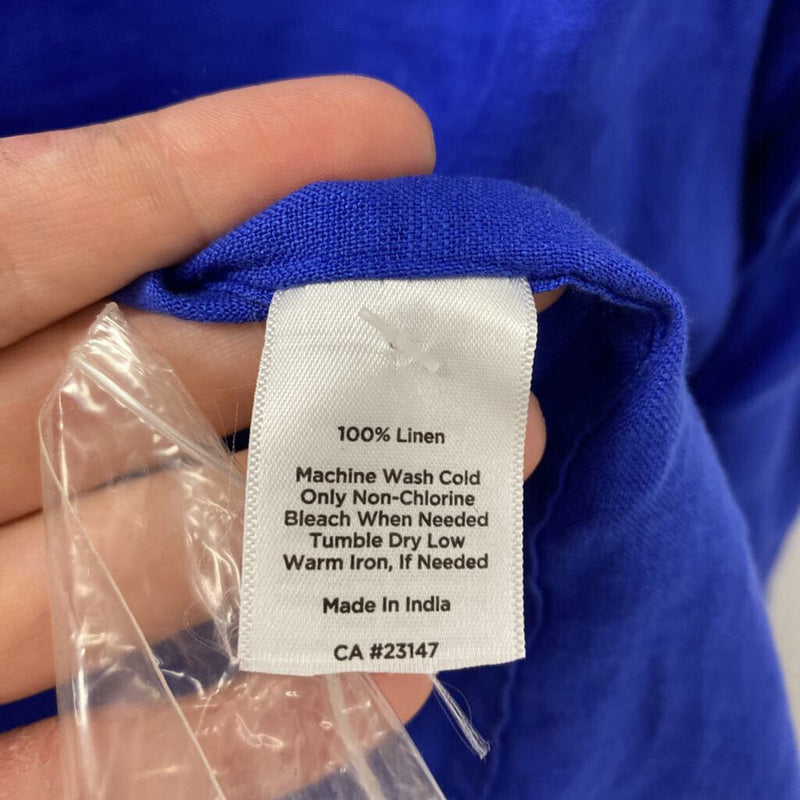 100% Linen
Machine Wash Cold
Only Non-Chlorine
Bleach When Needed
Tumble Dry Low
Warm Iron, If Needed
Made In India
CA #23147